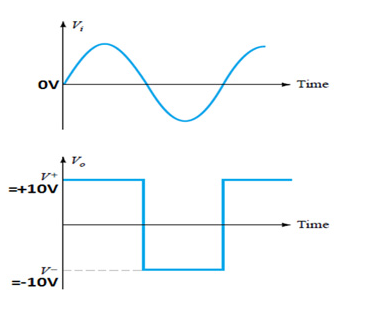 Vi
0V
Time
Vo
V+
=+10V
Time
V−
=-10V